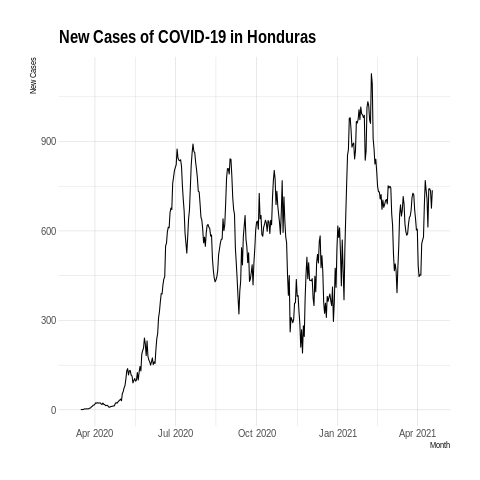 New Cases of COVID-19 in Honduras
New Cases
900
600
300
0
Apr 2020 Jul 2020 Oct 2020 Jan 2021 Apr 2021
Month